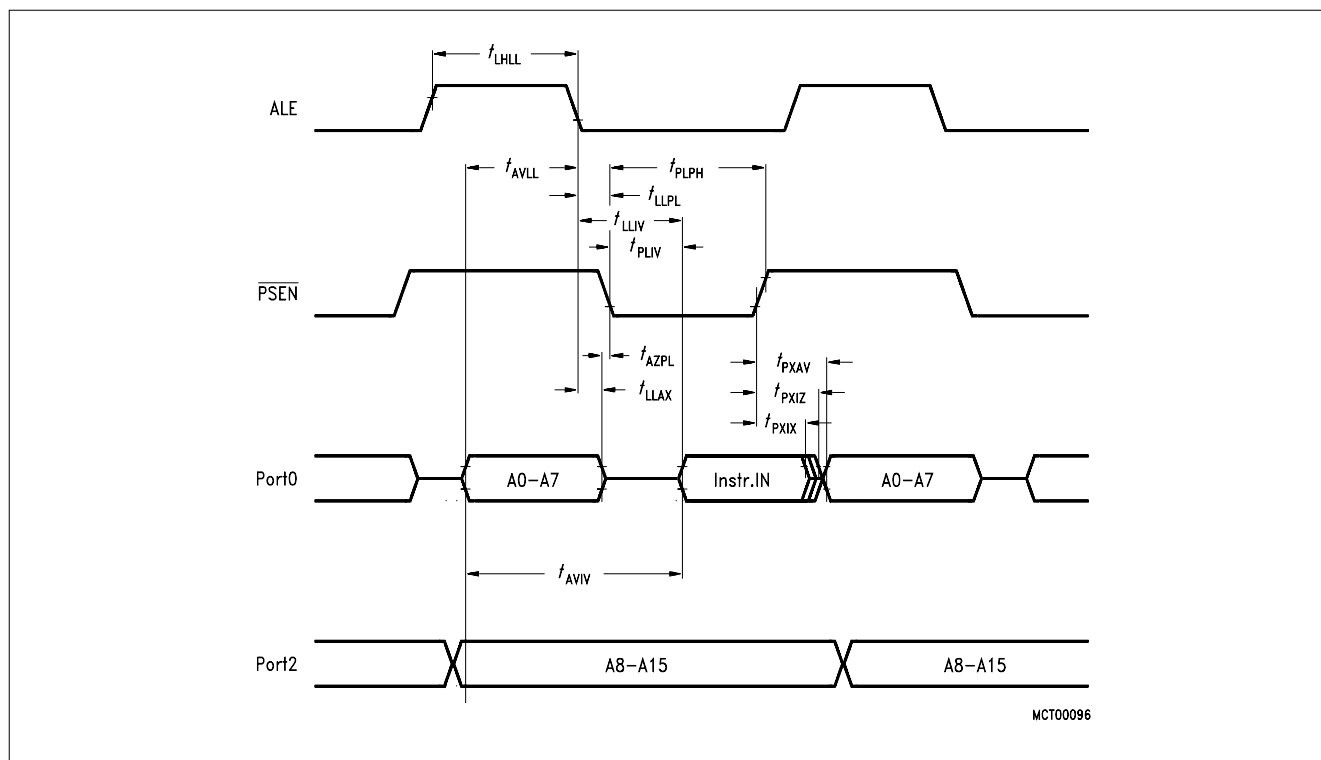 tLHLL
ALE
tAVLL
tPLPH
tLLPL
tLLIV
tPLIV
PSEN
tAZPL
tPXAV
tLLAX
tPXIZ
tPXIX
Port0
A0-A7
Instr.IN
A0-A7
tAVIV
Port2
A8-A15
A8-A15
MCT00096